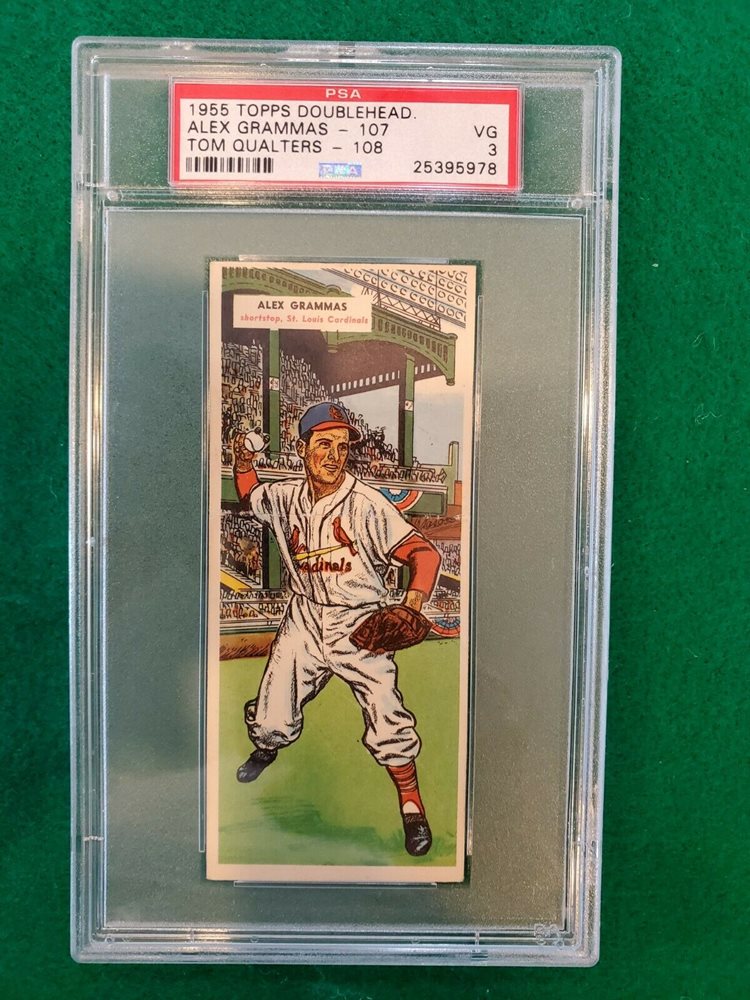 PSA
1955 TOPPS DOUBLEHEAD.
ALEX GRAMMAS - 107 VG
TOM QUALTERS - 108 3
PSA 25395978
ALEX GRAMMAS
shortstop, St. Louis Cardinals
Cardinals